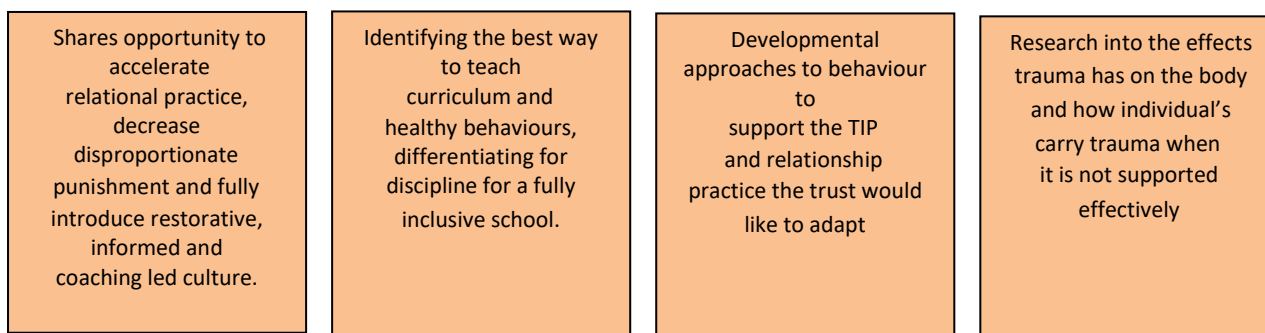 Shares opportunity to
accelerate
relational practice,
decrease
disproportionate
punishment and fully
introduce restorative,
informed and
coaching led culture.
Identifying the best way
to teach
curriculum and
healthy behaviours,
differentiating for
discipline for a fully
inclusive school.
Developmental
approaches to behaviour
to
support the TIP
and relationship
practice the trust would
like to adapt
Research into the effects
trauma has on the body
and how individual’s
carry trauma when
it is not supported
effectively